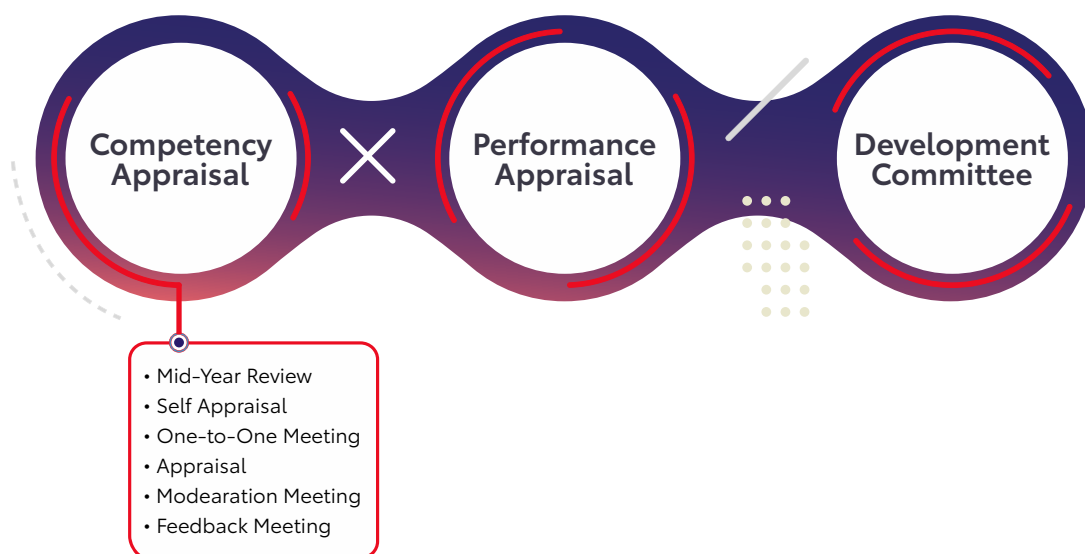 Competency
Appraisal
Performance
Appraisal
Development
Committee
• Mid-Year Review
• Self Appraisal
• One-to-One Meeting
• Appraisal
• Modearation Meeting
• Feedback Meeting